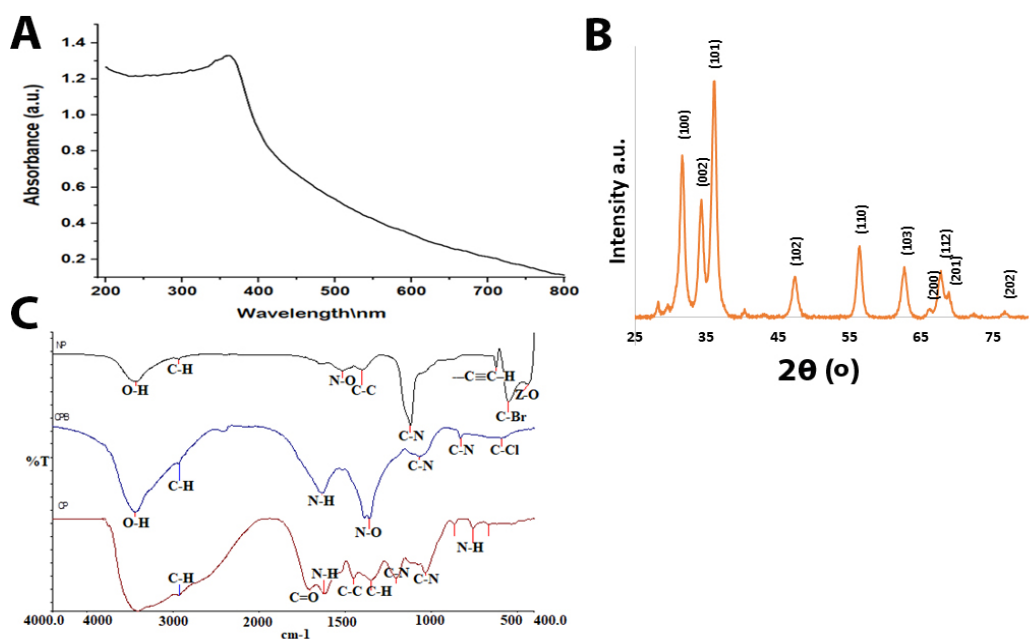 A
1.4
1.2
1.0
0.8
0.6
0.4
0.2
Absorbance (a.u.)
200 300 400 500 600 700 800
Wavelength\nm
B
Intensity a.u.
(100)
(002)
(101)
(102)
(110)
(103)
(200)
(112)
(201)
(202)
25 35 45 55 65 75
2θ (o)
C
NP
O-H
C-H
N-O
C-C
C-N
—C≡C–H
C-Br
Z-O
CPB
%T
O-H
C-H
N-H
N-O
C-N
C-N
C-Cl
CP
C-H
C=O
N-H
C-C
C-H
C-N
C-N
N-H
4000.0 3000 2000 1500 1000 500 400.0
cm-1